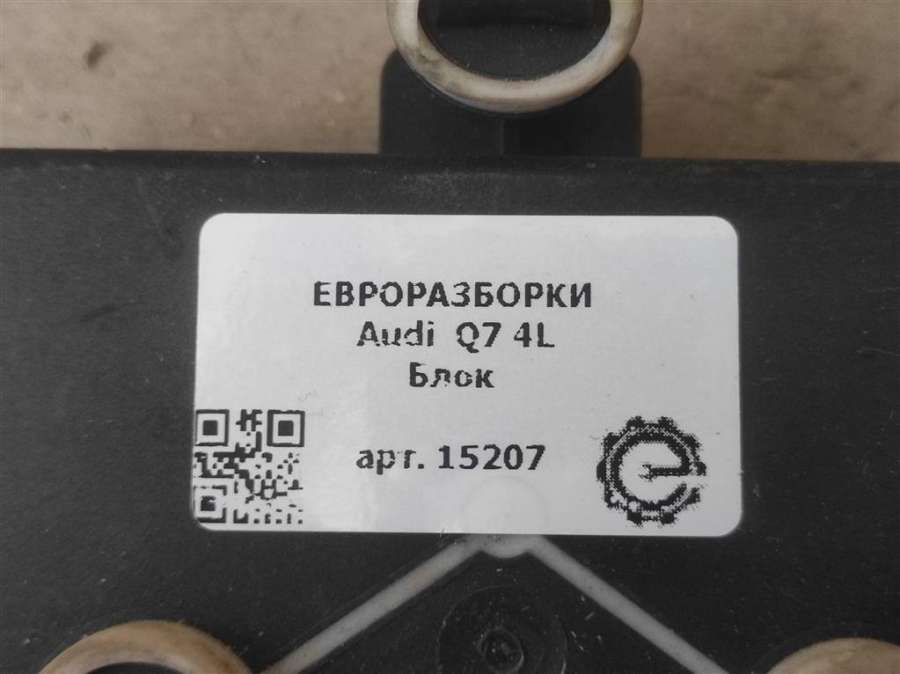 ЕВРОРАЗБОРКИ
Audi Q7 4L
Блок
арт. 15207